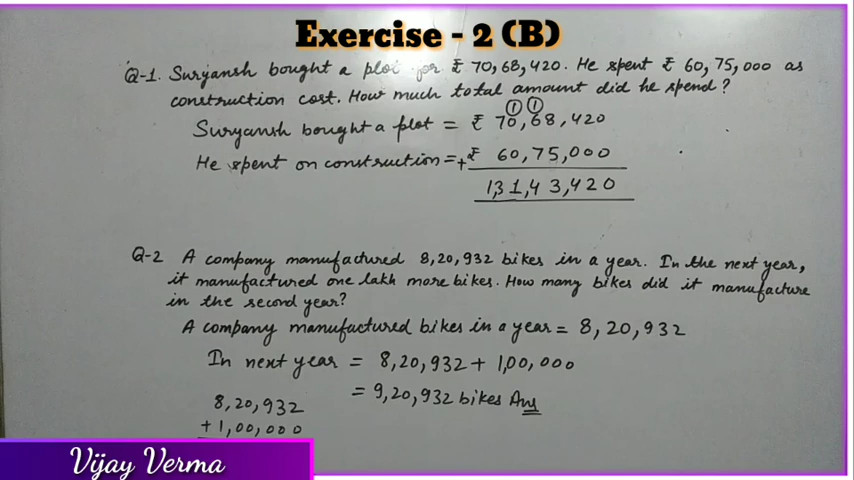 Exercise - 2 (B)
Q-1. Suryansh bought a plot for ₹ 70,68,420. He spent ₹ 60,75,000 as
construction cost. How much total amount did he spend?
1 1
Suryansh bought a plot = ₹ 70,68,420
He spent on construction = + ₹ 60,75,000
1,31,43,420
Q-2 A company manufactured 8,20,932 bikes in a year. In the next year,
it manufactured one lakh more bikes. How many bikes did it manufacture
in the second year?
A company manufactured bikes in a year = 8,20,932
In next year = 8,20,932 + 1,00,000
= 9,20,932 bikes Ans
8,20,932
+ 1,00,000
Vijay Verma